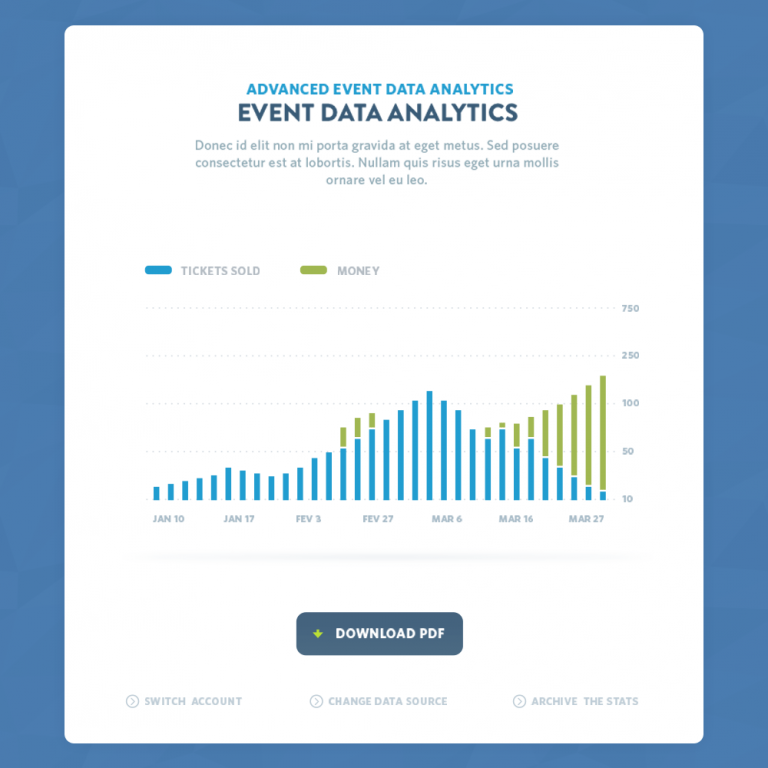 ADVANCED EVENT DATA ANALYTICS
EVENT DATA ANALYTICS
Donec id elit non mi porta gravida at eget metus. Sed posuere
consectetur est at lobortis. Nullam quis risus eget urna mollis
ornare vel eu leo.
TICKETS SOLD MONEY
750
250
100
50
10
JAN 10 JAN 17 FEV 3 FEV 27 MAR 6 MAR 16 MAR 27
DOWNLOAD PDF
SWITCH ACCOUNT CHANGE DATA SOURCE ARCHIVE THE STATS